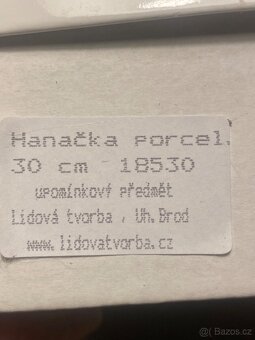 Hanačka porcel.
30 cm 18530
upomínkový předmět
Lidová tvorba , Uh.Brod
www.lidovatvorba.cz
Bazos.cz